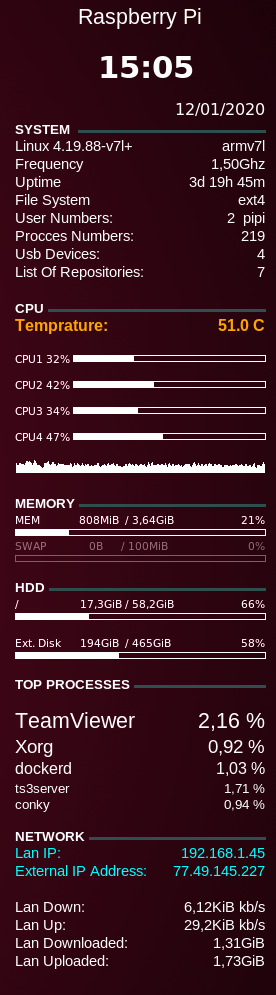 Raspberry Pi
15:05
12/01/2020
SYSTEM
Linux 4.19.88-v7l+ armv7l
Frequency 1,50Ghz
Uptime 3d 19h 45m
File System ext4
User Numbers: 2 pipi
Procces Numbers: 219
Usb Devices: 4
List Of Repositories: 7
CPU
Temprature: 51.0 C
CPU1 32%
CPU2 42%
CPU3 34%
CPU4 47%
MEMORY
MEM 808MiB / 3,64GiB 21%
SWAP 0B / 100MiB 0%
HDD
/ 17,3GiB / 58,2GiB 66%
Ext. Disk 194GiB / 465GiB 58%
TOP PROCESSES
TeamViewer 2,16 %
Xorg 0,92 %
dockerd 1,03 %
ts3server 1,71 %
conky 0,94 %
NETWORK
Lan IP: 192.168.1.45
External IP Address: 77.49.145.227
Lan Down: 6,12KiB kb/s
Lan Up: 29,2KiB kb/s
Lan Downloaded: 1,31GiB
Lan Uploaded: 1,73GiB